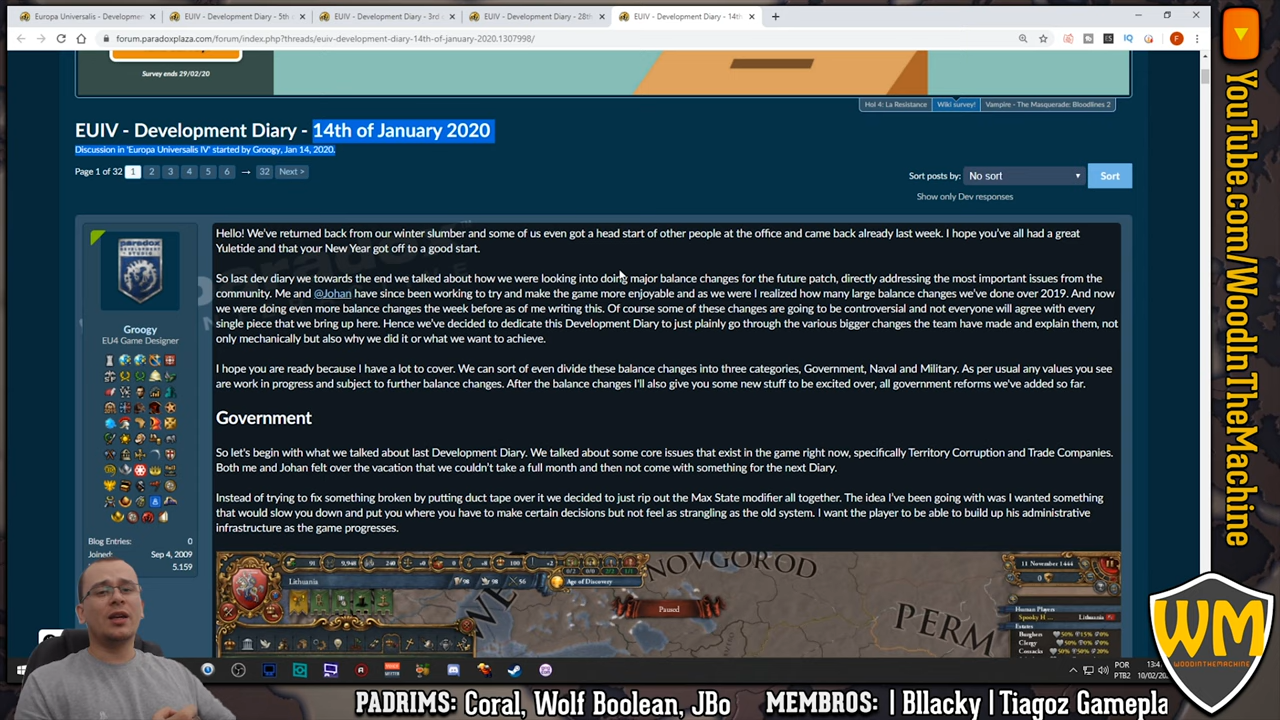 Europa Universalis - Developmen
EUIV - Development Diary - 5th
EUIV - Development Diary - 3rd
EUIV - Development Diary - 28th
EUIV - Development Diary - 14th
forum.paradoxplaza.com/forum/index.php?threads/euiv-development-diary-14th-of-january-2020.1307998/
Survey ends 29/02/20
HoI 4: La Resistance
Wiki survey!
Vampire - The Masquerade: Bloodlines 2
EUIV - Development Diary - 14th of January 2020
Discussion in 'Europa Universalis IV' started by Groogy, Jan 14, 2020.
Page 1 of 32 1 2 3 4 5 6 → 32 Next >
Sort posts by: No sort Sort
Show only Dev responses
Hello! We've returned back from our winter slumber and some of us even got a head start of other people at the office and came back already last week. I hope you've all had a great
Yuletide and that your New Year got off to a good start.
So last dev diary we towards the end we talked about how we were looking into doing major balance changes for the future patch, directly addressing the most important issues from the
community. Me and @Johan have since been working to try and make the game more enjoyable and as we were I realized how many large balance changes we've done over 2019. And now
we were doing even more balance changes the week before as of me writing this. Of course some of these changes are going to be controversial and not everyone will agree with every
single piece that we bring up here. Hence we've decided to dedicate this Development Diary to just plainly go through the various bigger changes the team have made and explain them, not
only mechanically but also why we did it or what we want to achieve.
I hope you are ready because I have a lot to cover. We can sort of even divide these balance changes into three categories, Government, Naval and Military. As per usual any values you see
are work in progress and subject to further balance changes. After the balance changes I'll also give you some new stuff to be excited over, all government reforms we've added so far.
Groogy
EU4 Game Designer
Blog Entries: 0
Joined: Sep 4, 2009
5.159
Government
So let's begin with what we talked about last Development Diary. We talked about some core issues that exist in the game right now, specifically Territory Corruption and Trade Companies.
Both me and Johan felt over the vacation that we couldn't take a full month and then not come with something for the next Diary.
Instead of trying to fix something broken by putting duct tape over it we decided to just rip out the Max State modifier all together. The idea I've been going with was I wanted something
that would slow you down and put you where you have to make certain decisions but not feel as strangling as the old system. I want the player to be able to build up his administrative
infrastructure as the game progresses.
Lithuania
Age of Discovery
NOVGOROD
Paused
PERM
11 November 1444
Human Players
Spooky H
Lithuania
Estates
POR
PTB2
13:4
10/02/20
YouTube.com/WoodInTheMachine
WM
WOODINTHEMACHINE
PADRIMS: Coral, Wolf Boolean, JBo
MEMBROS: | Bllacky | Tiagoz Gamepla